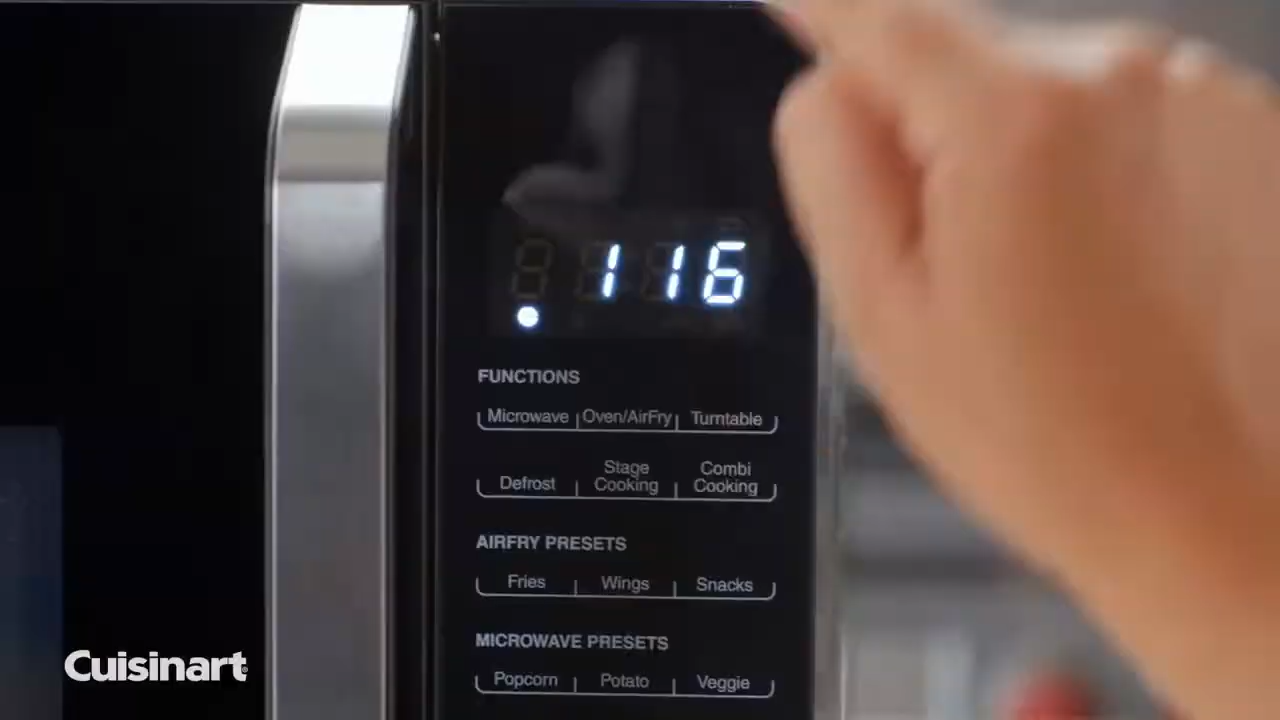 116
FUNCTIONS
Microwave Oven/AirFry Turntable
Defrost Stage Cooking Combi Cooking
AIRFRY PRESETS
Fries Wings Snacks
MICROWAVE PRESETS
Popcorn Potato Veggie
Cuisinart